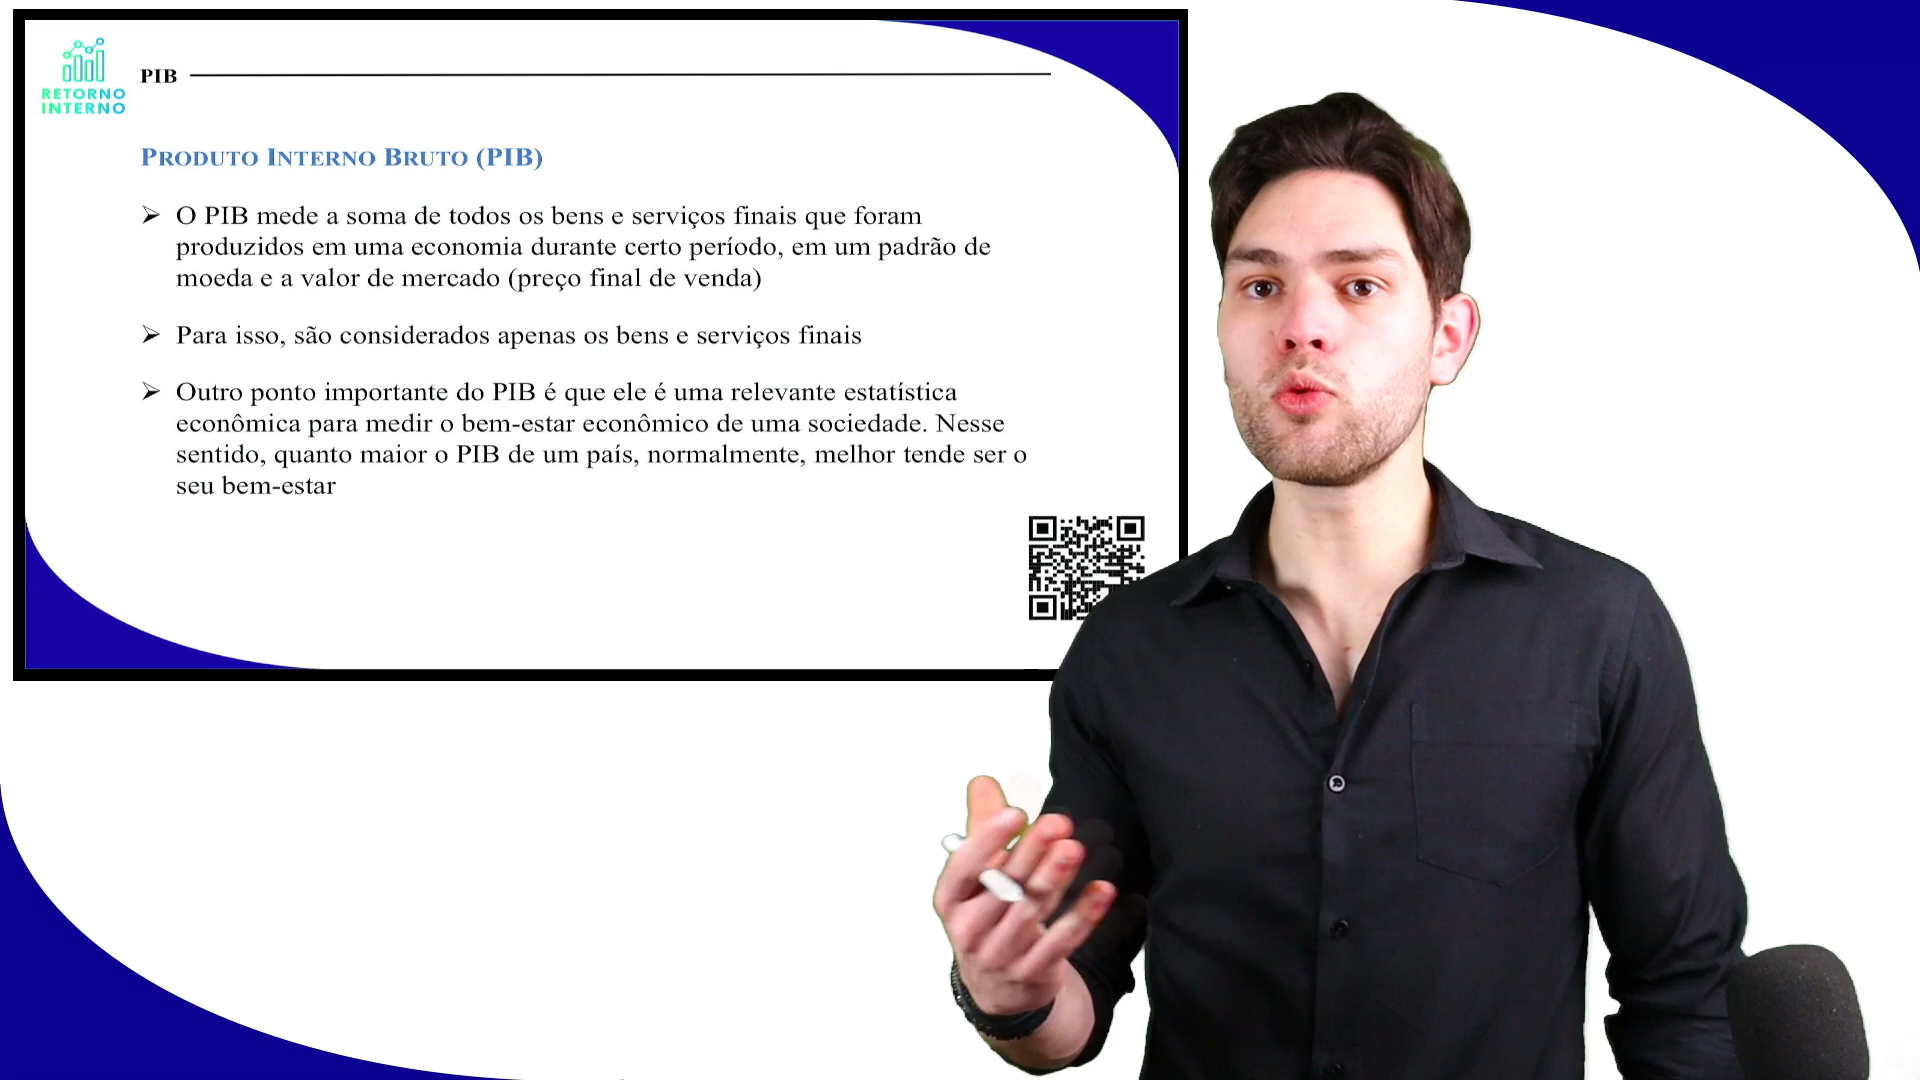 RETORNO
INTERNO
PIB
PRODUTO INTERNO BRUTO (PIB)
➢ O PIB mede a soma de todos os bens e serviços finais que foram
produzidos em uma economia durante certo período, em um padrão de
moeda e a valor de mercado (preço final de venda)
➢ Para isso, são considerados apenas os bens e serviços finais
➢ Outro ponto importante do PIB é que ele é uma relevante estatística
econômica para medir o bem-estar econômico de uma sociedade. Nesse
sentido, quanto maior o PIB de um país, normalmente, melhor tende ser o
seu bem-estar